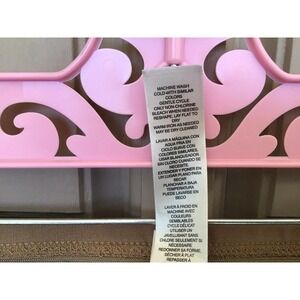 MACHINE WASH
COLD WITH SIMILAR
COLORS
GENTLE CYCLE
ONLY NON-CHLORINE
BLEACH WHEN NEEDED
RESHAPE, LAY FLAT TO
DRY
WARM IRON AS NEEDED
MAY BE DRY CLEANED
LAVAR A MÁQUINA CON
AGUA FRIA EN
CICLO SUAVE CON
COLORES SIMILARES,
USAR BLANQUEADOR
SIN CLORO CUANDO SE
NECESITE.
EXTENDER Y PONER EN
UN LUGAR PLANO PARA
SECAR
PLANCHAR A BAJA
TEMPERATURA
PUEDE LAVARSE EN
SECO
LAVER À FROID EN
MACHINE AVEC
COULEURS
SEMBLABLES
CYCLE DÉLICAT
UTILISER UN
JAVELLISANT SANS
CHLORE SEULEMENT SI
NÉCESSAIRE
REDONNER SA FORME,
SÉCHER À PLAT
REPASSER À